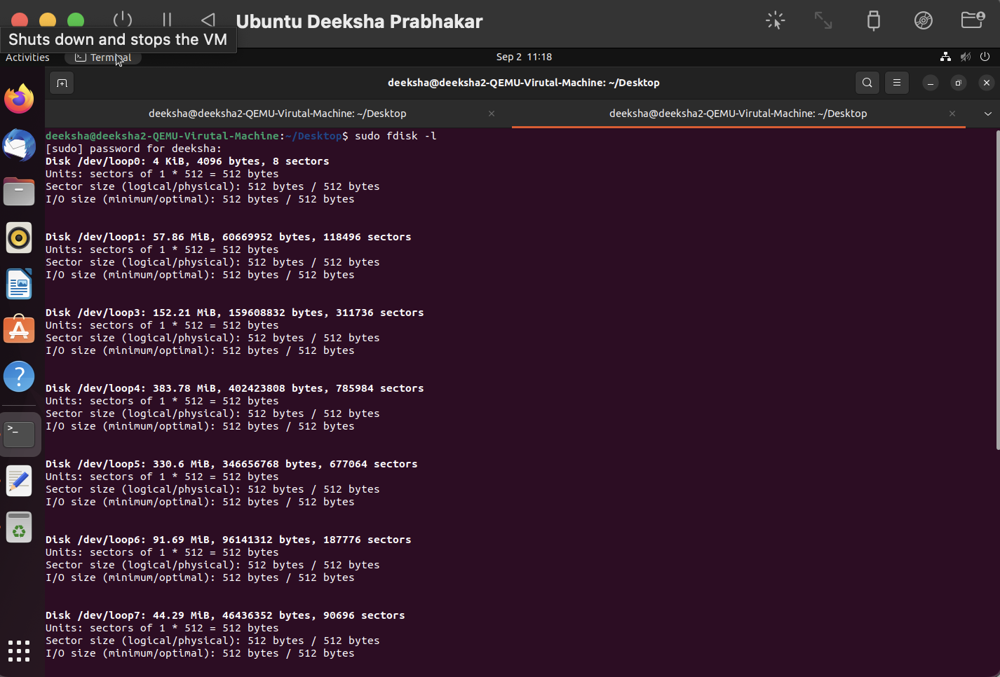 Ubuntu Deeksha Prabhakar
Shuts down and stops the VM
Activities
Terminal
Sep 2 11:18
deeksha@deeksha2-QEMU-Virutal-Machine: ~/Desktop
deeksha@deeksha2-QEMU-Virutal-Machine: ~/Desktop
deeksha@deeksha2-QEMU-Virutal-Machine: ~/Desktop
deeksha@deeksha2-QEMU-Virutal-Machine:~/Desktop$ sudo fdisk -l
[sudo] password for deeksha:
Disk /dev/loop0: 4 KiB, 4096 bytes, 8 sectors
Units: sectors of 1 * 512 = 512 bytes
Sector size (logical/physical): 512 bytes / 512 bytes
I/O size (minimum/optimal): 512 bytes / 512 bytes
Disk /dev/loop1: 57.86 MiB, 60669952 bytes, 118496 sectors
Units: sectors of 1 * 512 = 512 bytes
Sector size (logical/physical): 512 bytes / 512 bytes
I/O size (minimum/optimal): 512 bytes / 512 bytes
Disk /dev/loop3: 152.21 MiB, 159608832 bytes, 311736 sectors
Units: sectors of 1 * 512 = 512 bytes
Sector size (logical/physical): 512 bytes / 512 bytes
I/O size (minimum/optimal): 512 bytes / 512 bytes
Disk /dev/loop4: 383.78 MiB, 402423808 bytes, 785984 sectors
Units: sectors of 1 * 512 = 512 bytes
Sector size (logical/physical): 512 bytes / 512 bytes
I/O size (minimum/optimal): 512 bytes / 512 bytes
Disk /dev/loop5: 330.6 MiB, 346656768 bytes, 677064 sectors
Units: sectors of 1 * 512 = 512 bytes
Sector size (logical/physical): 512 bytes / 512 bytes
I/O size (minimum/optimal): 512 bytes / 512 bytes
Disk /dev/loop6: 91.69 MiB, 96141312 bytes, 187776 sectors
Units: sectors of 1 * 512 = 512 bytes
Sector size (logical/physical): 512 bytes / 512 bytes
I/O size (minimum/optimal): 512 bytes / 512 bytes
Disk /dev/loop7: 44.29 MiB, 46436352 bytes, 90696 sectors
Units: sectors of 1 * 512 = 512 bytes
Sector size (logical/physical): 512 bytes / 512 bytes
I/O size (minimum/optimal): 512 bytes / 512 bytes